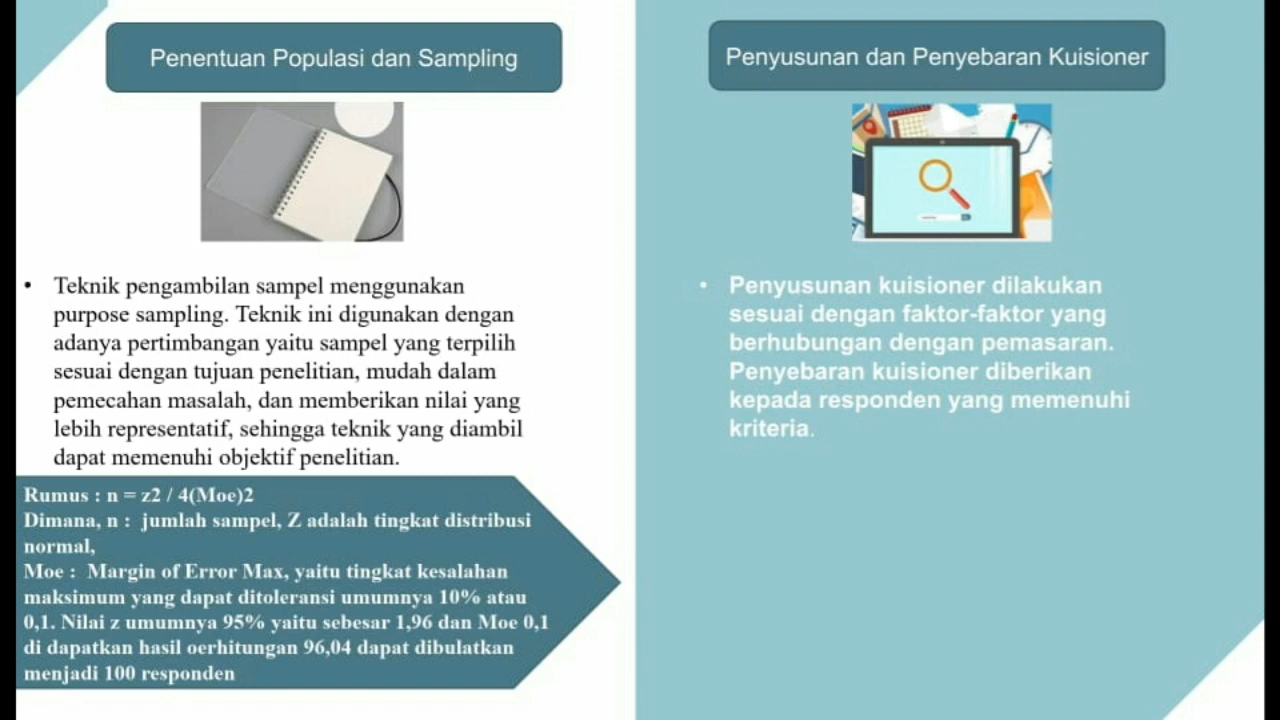 Penentuan Populasi dan Sampling
• Teknik pengambilan sampel menggunakan
purpose sampling. Teknik ini digunakan dengan
adanya pertimbangan yaitu sampel yang terpilih
sesuai dengan tujuan penelitian, mudah dalam
pemecahan masalah, dan memberikan nilai yang
lebih representatif, sehingga teknik yang diambil
dapat memenuhi objektif penelitian.
Rumus : n = z2 / 4(Moe)2
Dimana, n : jumlah sampel, Z adalah tingkat distribusi
normal,
Moe : Margin of Error Max, yaitu tingkat kesalahan
maksimum yang dapat ditoleransi umumnya 10% atau
0,1. Nilai z umumnya 95% yaitu sebesar 1,96 dan Moe 0,1
di dapatkan hasil oerhitungan 96,04 dapat dibulatkan
menjadi 100 responden
Penyusunan dan Penyebaran Kuisioner
• Penyusunan kuisioner dilakukan
sesuai dengan faktor-faktor yang
berhubungan dengan pemasaran.
Penyebaran kuisioner diberikan
kepada responden yang memenuhi
kriteria.